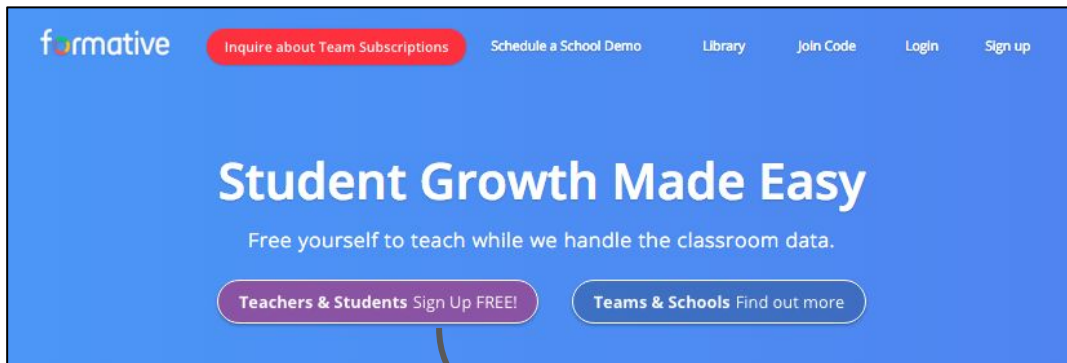 formative Inquire about Team Subscriptions Schedule a School Demo Library Join Code Login Sign up
Student Growth Made Easy
Free yourself to teach while we handle the classroom data.
Teachers & Students Sign Up FREE! Teams & Schools Find out more